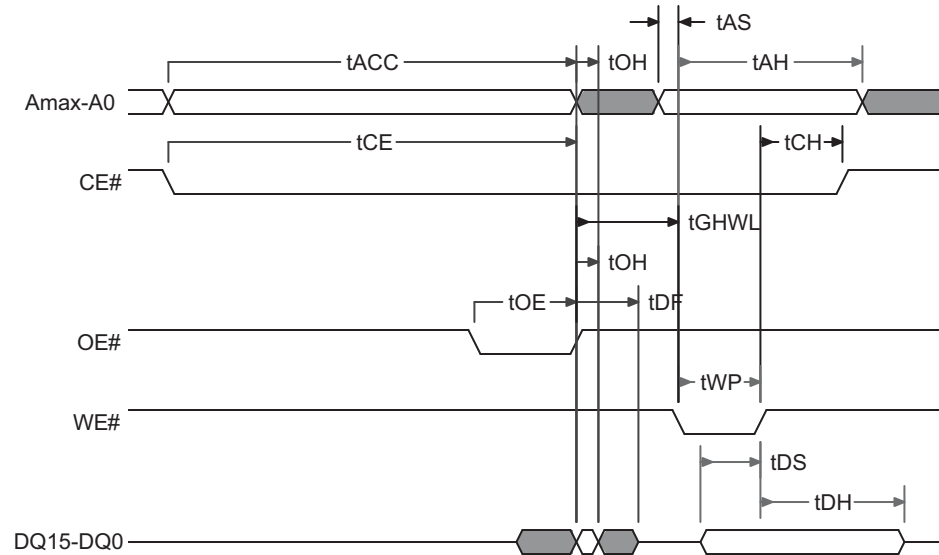 tAS
tACC
tOH
tAH
Amax-A0
tCE
tCH
CE#
tGHWL
tOH
tOE
tDF
OE#
tWP
WE#
tDS
tDH
DQ15-DQ0